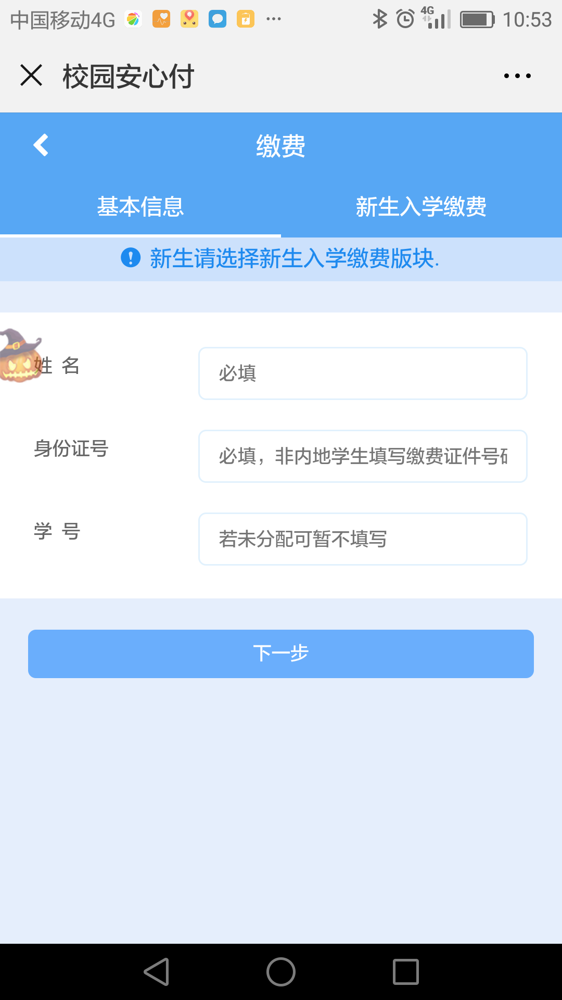 中国移动4G 4G 10:53
校园安心付
缴费
基本信息 新生入学缴费
新生请选择新生入学缴费版块.
姓 名 必填
身份证号 必填，非内地学生填写缴费证件号
学 号 若未分配可暂不填写
下一步